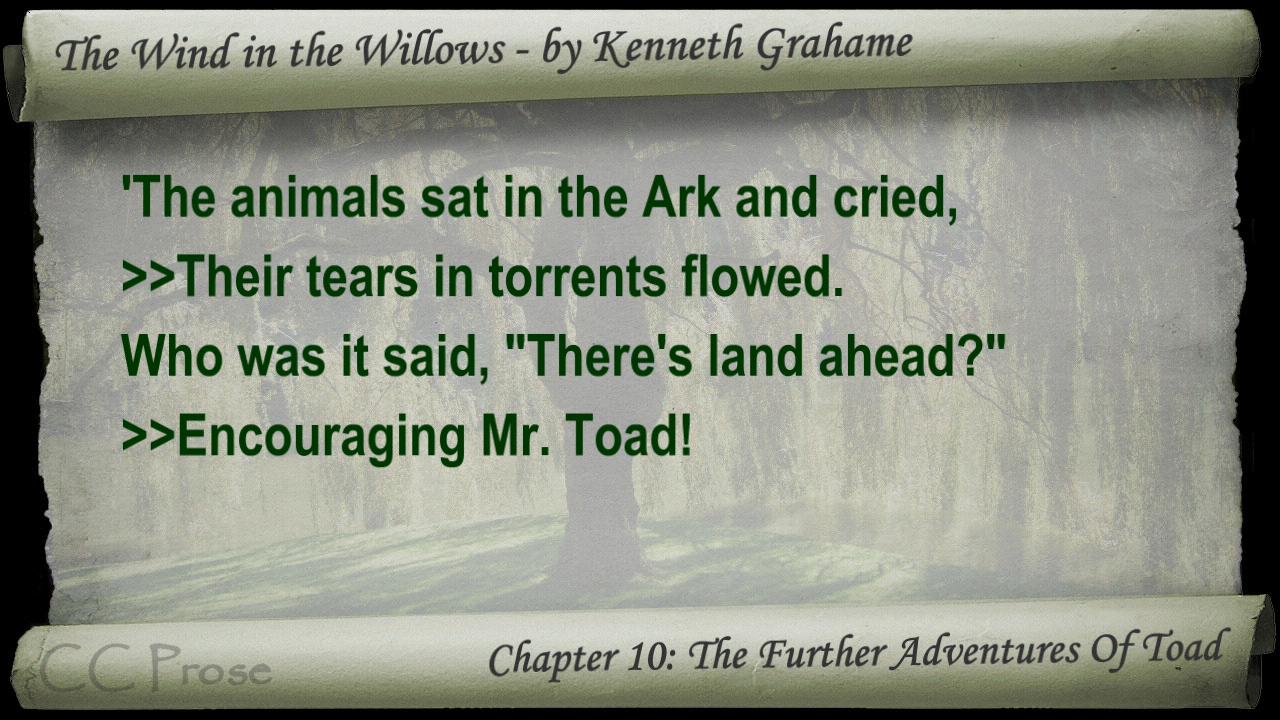 The Wind in the Willows - by Kenneth Grahame
'The animals sat in the Ark and cried,
>>Their tears in torrents flowed.
Who was it said, "There's land ahead?"
>>Encouraging Mr. Toad!
CC Prose
Chapter 10: The Further Adventures Of Toad